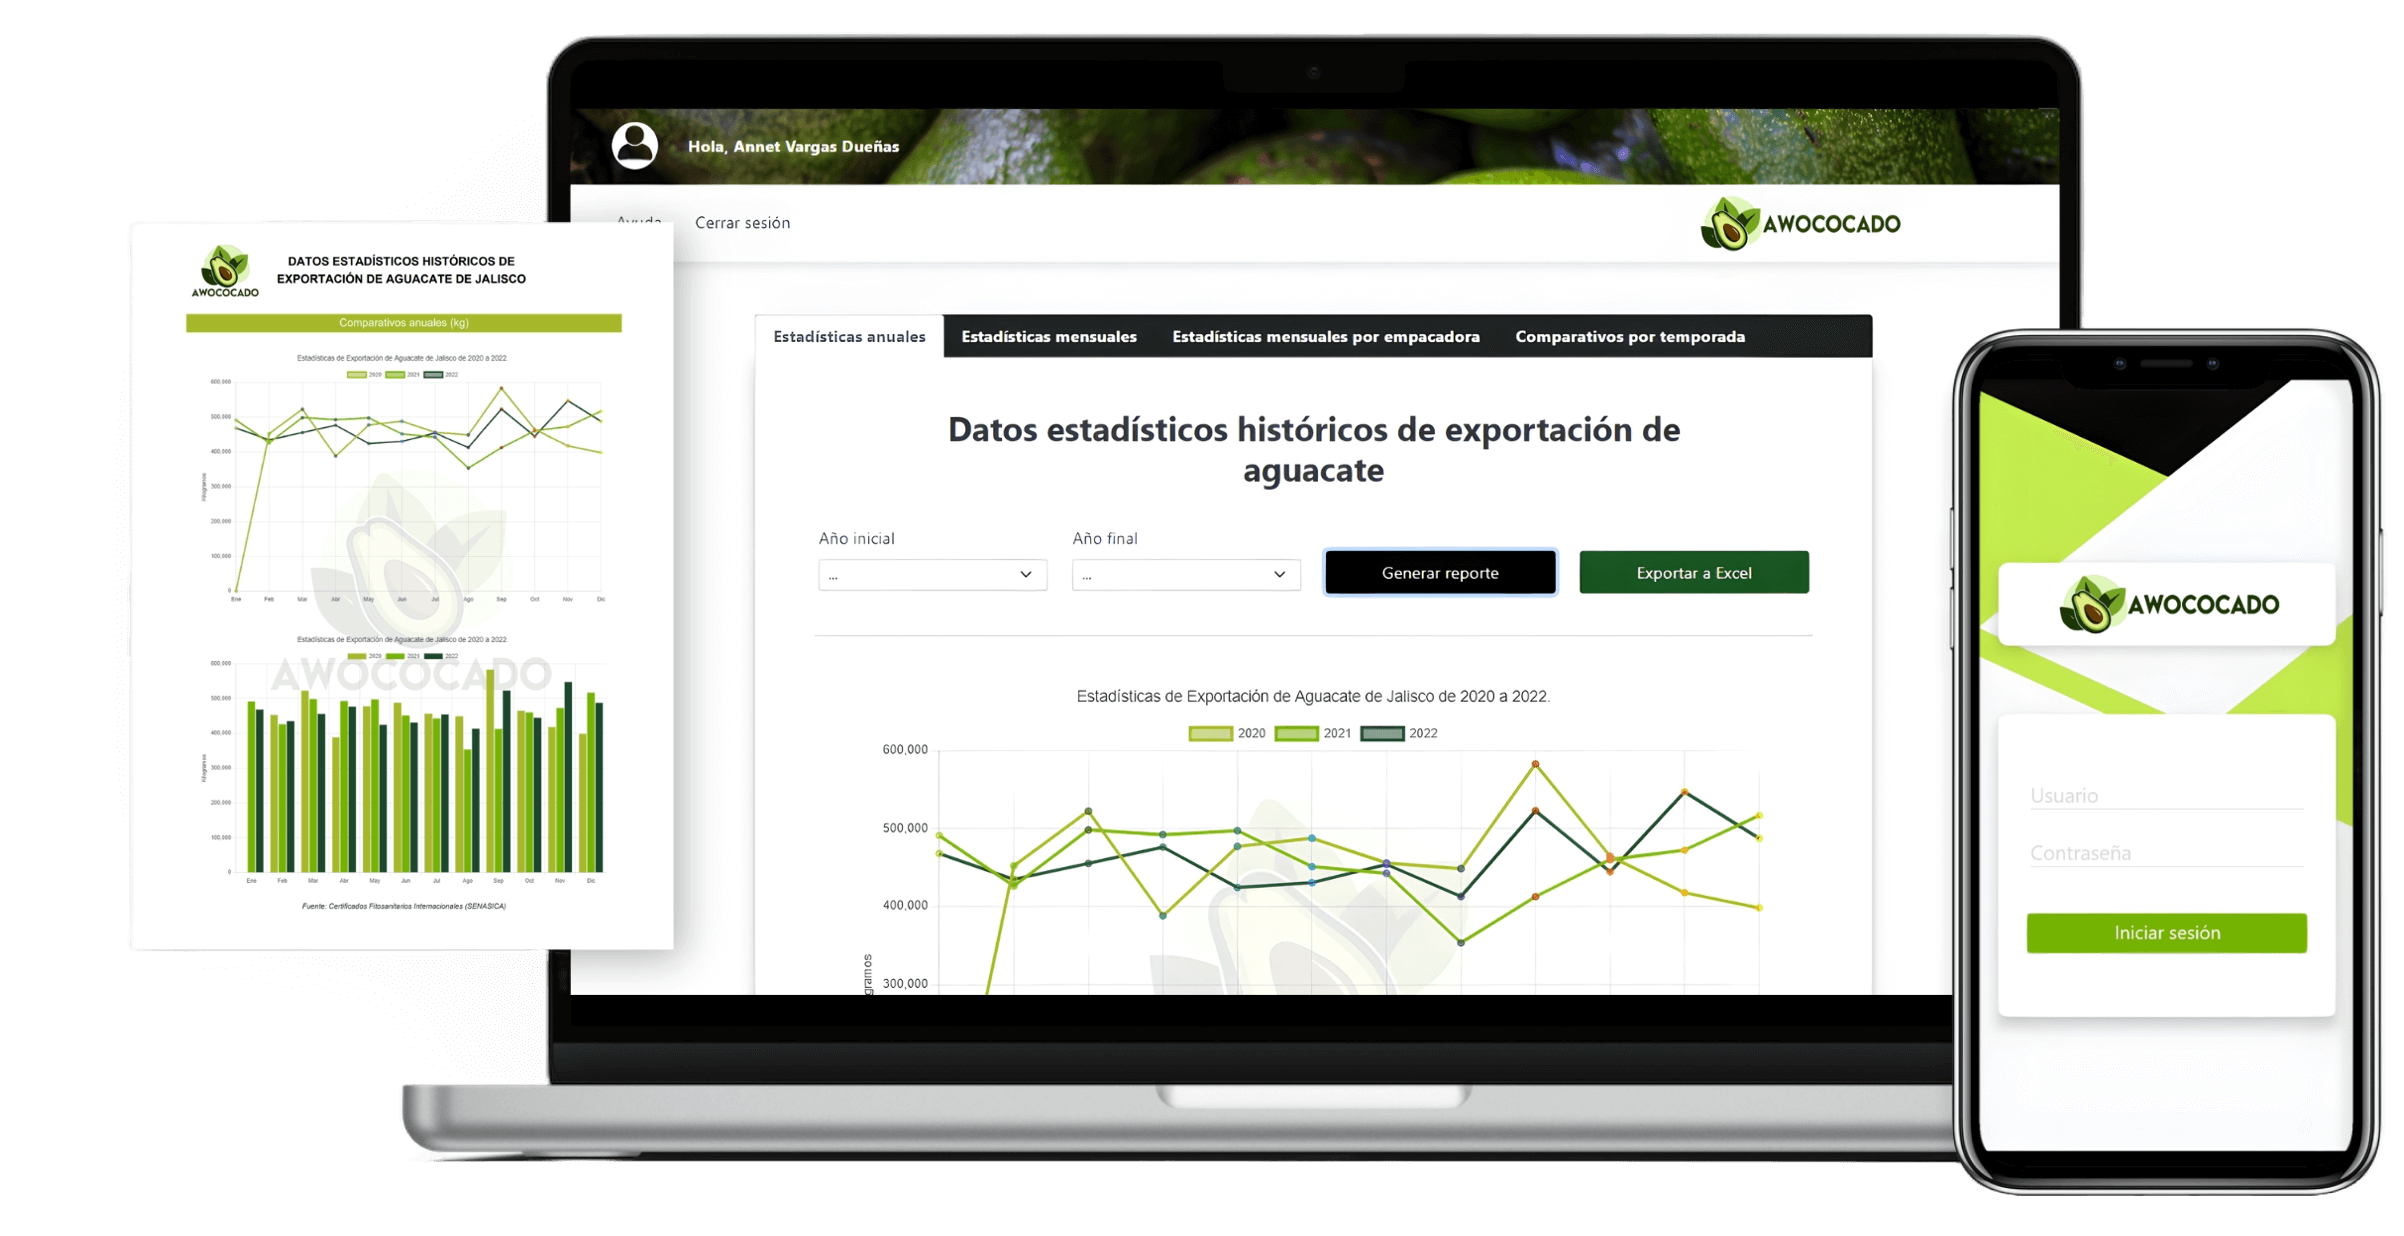 AWOCOCADO
DATOS ESTADÍSTICOS HISTÓRICOS DE
EXPORTACIÓN DE AGUACATE DE JALISCO
Comparativos anuales (kg)
Estadísticas de Exportación de Aguacate de Jalisco de 2020 a 2022.
2020 2021 2022
600,000
500,000
400,000
300,000
200,000
100,000
0
Kilogramos
Ene Feb Mar Abr May Jun Jul Ago Sep Oct Nov Dic
Estadísticas de Exportación de Aguacate de Jalisco de 2020 a 2022.
2020 2021 2022
AWOCOCADO
600,000
500,000
400,000
300,000
200,000
100,000
0
Kilogramos
Ene Feb Mar Abr May Jun Jul Ago Sep Oct Nov Dic
Fuente: Certificados Fitosanitarios Internacionales (SENASICA)
Hola, Annet Vargas Dueñas
Ayuda Cerrar sesión
AWOCOCADO
Estadísticas anuales Estadísticas mensuales Estadísticas mensuales por empacadora Comparativos por temporada
Datos estadísticos históricos de exportación de
aguacate
Año inicial Año final
... ... Generar reporte Exportar a Excel
Estadísticas de Exportación de Aguacate de Jalisco de 2020 a 2022.
2020 2021 2022
600,000
500,000
400,000
300,000
gramos
AWOCOCADO
Usuario
Contraseña
Iniciar sesión